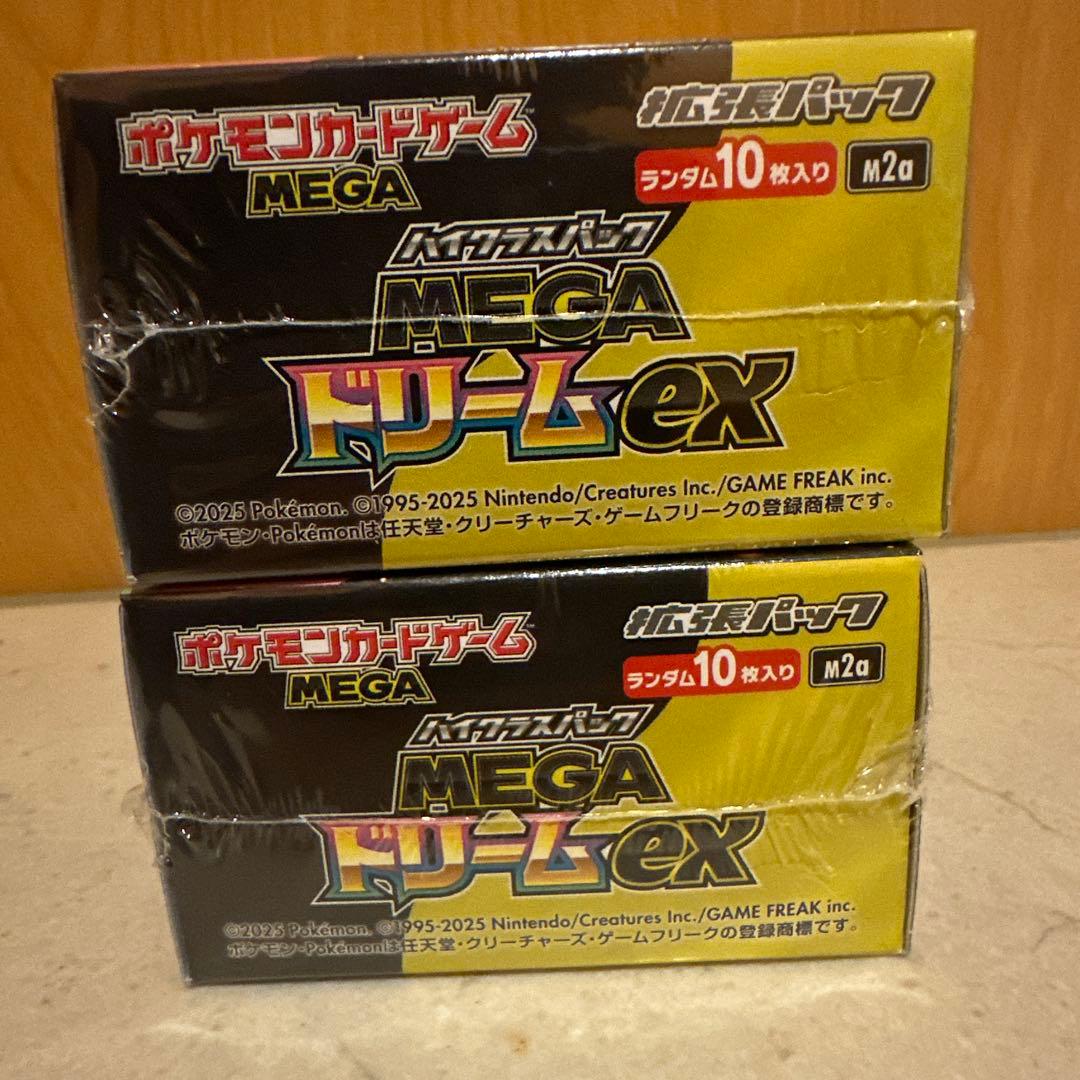 ポケモンカードゲーム™
MEGA
拡張パック
ランダム10枚入り
M2a
ハイクラスパック
MEGA
ドリームex
©2025 Pokémon. ©1995-2025 Nintendo/Creatures Inc./GAME FREAK inc.
ポケモン・Pokémonは任天堂・クリーチャーズ・ゲームフリークの登録商標です。
ポケモンカードゲーム
MEGA
拡張パック
ランダム10枚入り
M2a
ハイクラスパック
MEGA
ドリームex
©2025 Pokémon. ©1995-2025 Nintendo/Creatures Inc./GAME FREAK inc.
ポケモン・Pokémonは任天堂・クリーチャーズ・ゲームフリークの登録商標です。